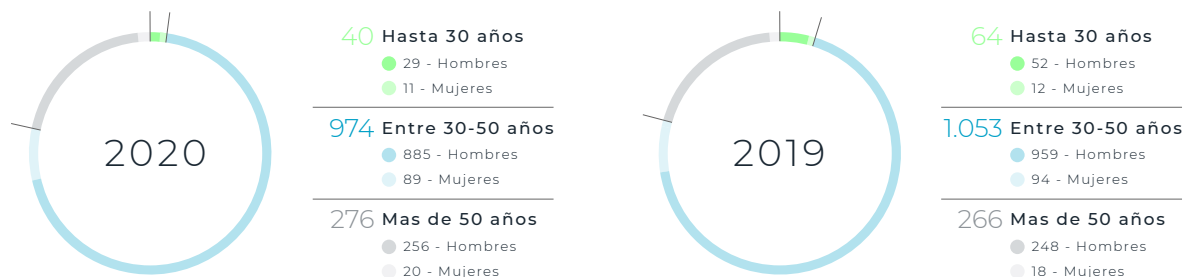 2020
40 Hasta 30 años
29 - Hombres
11 - Mujeres
974 Entre 30-50 años
885 - Hombres
89 - Mujeres
276 Mas de 50 años
256 - Hombres
20 - Mujeres
2019
64 Hasta 30 años
52 - Hombres
12 - Mujeres
1.053 Entre 30-50 años
959 - Hombres
94 - Mujeres
266 Mas de 50 años
248 - Hombres
18 - Mujeres